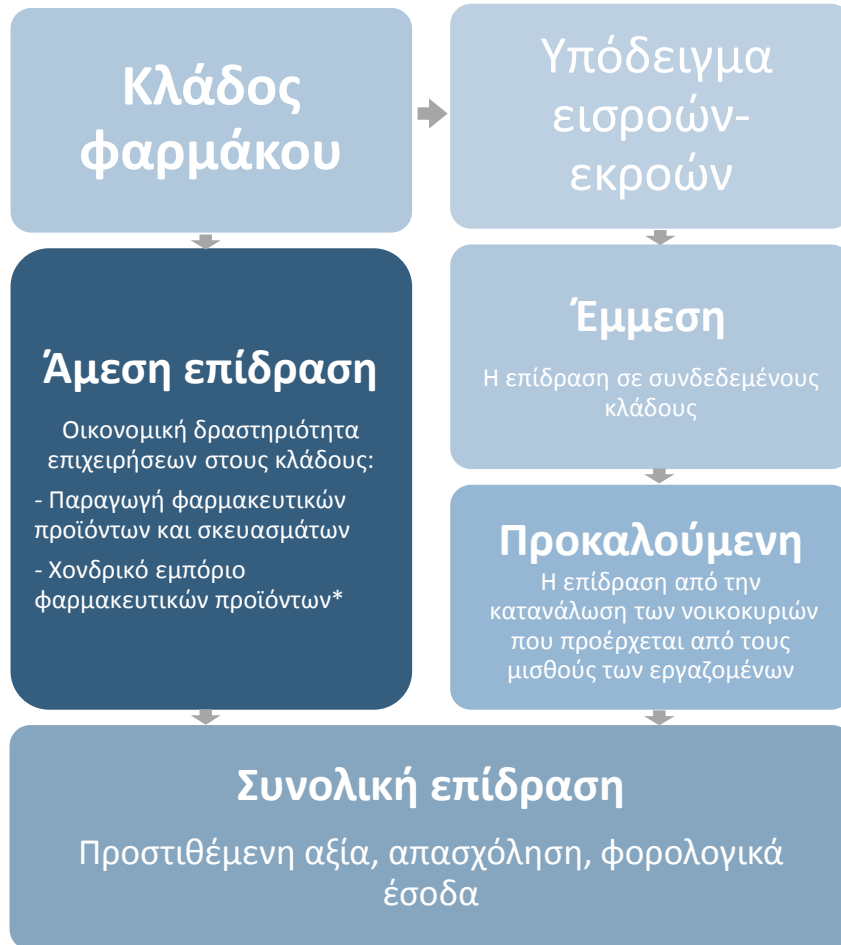 Κλάδος
φαρμάκου
Υπόδειγμα
εισροών-
εκροών
Άμεση επίδραση
Οικονομική δραστηριότητα
επιχειρήσεων στους κλάδους:
- Παραγωγή φαρμακευτικών
προϊόντων και σκευασμάτων
- Χονδρικό εμπόριο
φαρμακευτικών προϊόντων*
Έμμεση
Η επίδραση σε συνδεδεμένους
κλάδους
Προκαλούμενη
Η επίδραση από την
κατανάλωση των νοικοκυριών
που προέρχεται από τους
μισθούς των εργαζομένων
Συνολική επίδραση
Προστιθέμενη αξία, απασχόληση, φορολογικά
έσοδα